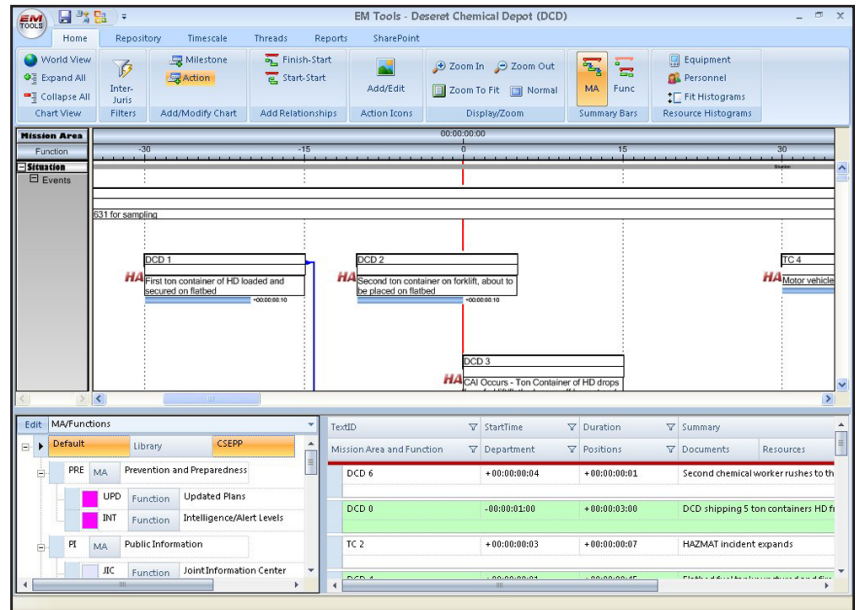 EM TOOLS
EM Tools - Deseret Chemical Depot (DCD)
Home Repository Timescale Threads Reports SharePoint
World View
Expand All
Collapse All
Chart View
Inter-
Juris
Filters
Milestone
Action
Add/Modify Chart
Finish-Start
Start-Start
Add Relationships
Add/Edit
Action Icons
Zoom In Zoom Out
Zoom To Fit Normal
Display/Zoom
MA Func
Summary Bars
Equipment
Personnel
Fit Histograms
Resource Histograms
Mission Area 00:00:00:00
Function -30 -15 0 15 30
Situation Situation
Events
631 for sampling
DCD 1
HA First ton container of HD loaded and
secured on flatbed
+00:00:00:10
DCD 2
HA Second ton container on forklift, about to
be placed on flatbed
+00:00:00:10
TC 4
HA Motor vehicle
DCD 3
HA CAI Occurs - Ton Container of HD drops
Edit MA/Functions
Default Library CSEPP
PRE MA Prevention and Preparedness
UPD Function Updated Plans
INT Function Intelligence/Alert Levels
PI MA Public Information
JIC Function Joint Information Center
TextID StartTime Duration Summary
Mission Area and Function Department Positions Documents Resources
DCD 6 +00:00:00:04 +00:00:00:01 Second chemical worker rushes to th
DCD 0 -00:00:01:00 +00:00:03:00 DCD shipping 5 ton containers HD fr
TC 2 +00:00:00:03 +00:00:00:07 HAZMAT incident expands